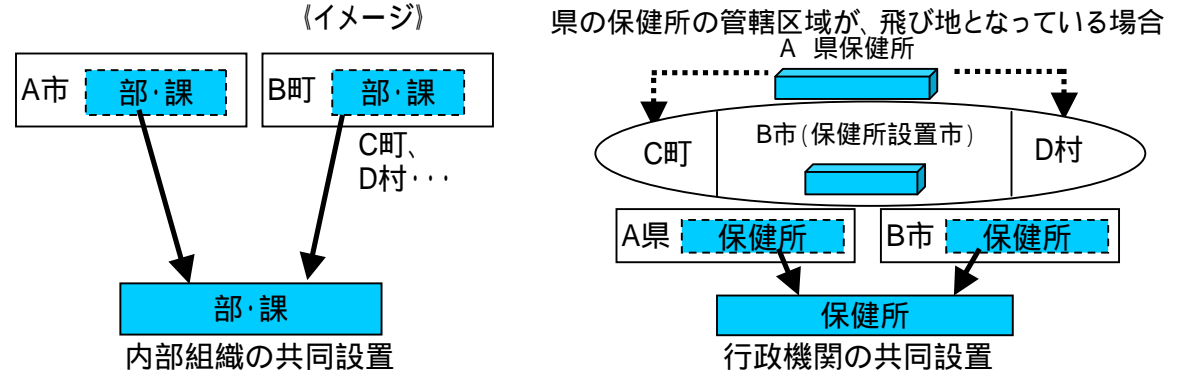 《イメージ》
A市
部・課
B町
部・課
C町、
D村・・・
部・課
内部組織の共同設置
県の保健所の管轄区域が、飛び地となっている場合
A 県保健所
C町
B市(保健所設置市)
D村
A県
保健所
B市
保健所
保健所
行政機関の共同設置